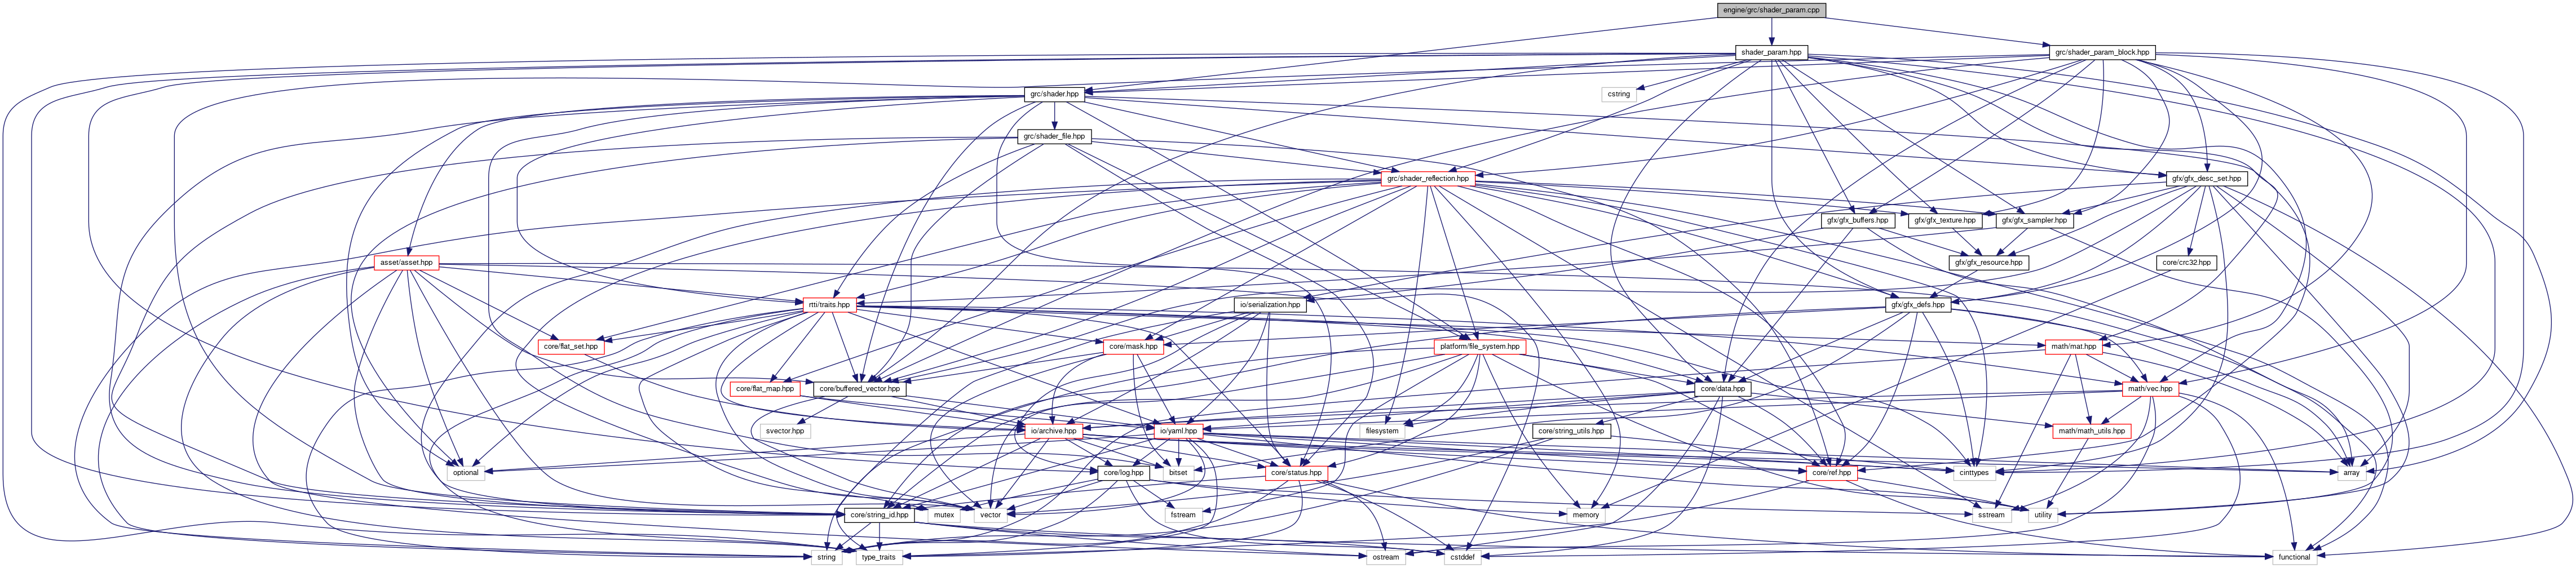 engine/grc/shader_param.cpp
shader_param.hpp
grc/shader_param_block.hpp
grc/shader.hpp
cstring
grc/shader_file.hpp
grc/shader_reflection.hpp
gfx/gfx_desc_set.hpp
gfx/gfx_buffers.hpp
gfx/gfx_texture.hpp
gfx/gfx_sampler.hpp
asset/asset.hpp
gfx/gfx_resource.hpp
core/crc32.hpp
rtti/traits.hpp
io/serialization.hpp
gfx/gfx_defs.hpp
core/flat_set.hpp
core/mask.hpp
platform/file_system.hpp
math/mat.hpp
core/flat_map.hpp
core/buffered_vector.hpp
core/data.hpp
math/vec.hpp
svector.hpp
io/archive.hpp
io/yaml.hpp
filesystem
core/string_utils.hpp
math/math_utils.hpp
optional
core/log.hpp
bitset
core/status.hpp
core/ref.hpp
cinttypes
array
core/string_id.hpp
mutex
vector
fstream
memory
sstream
utility
string
type_traits
ostream
cstddef
functional